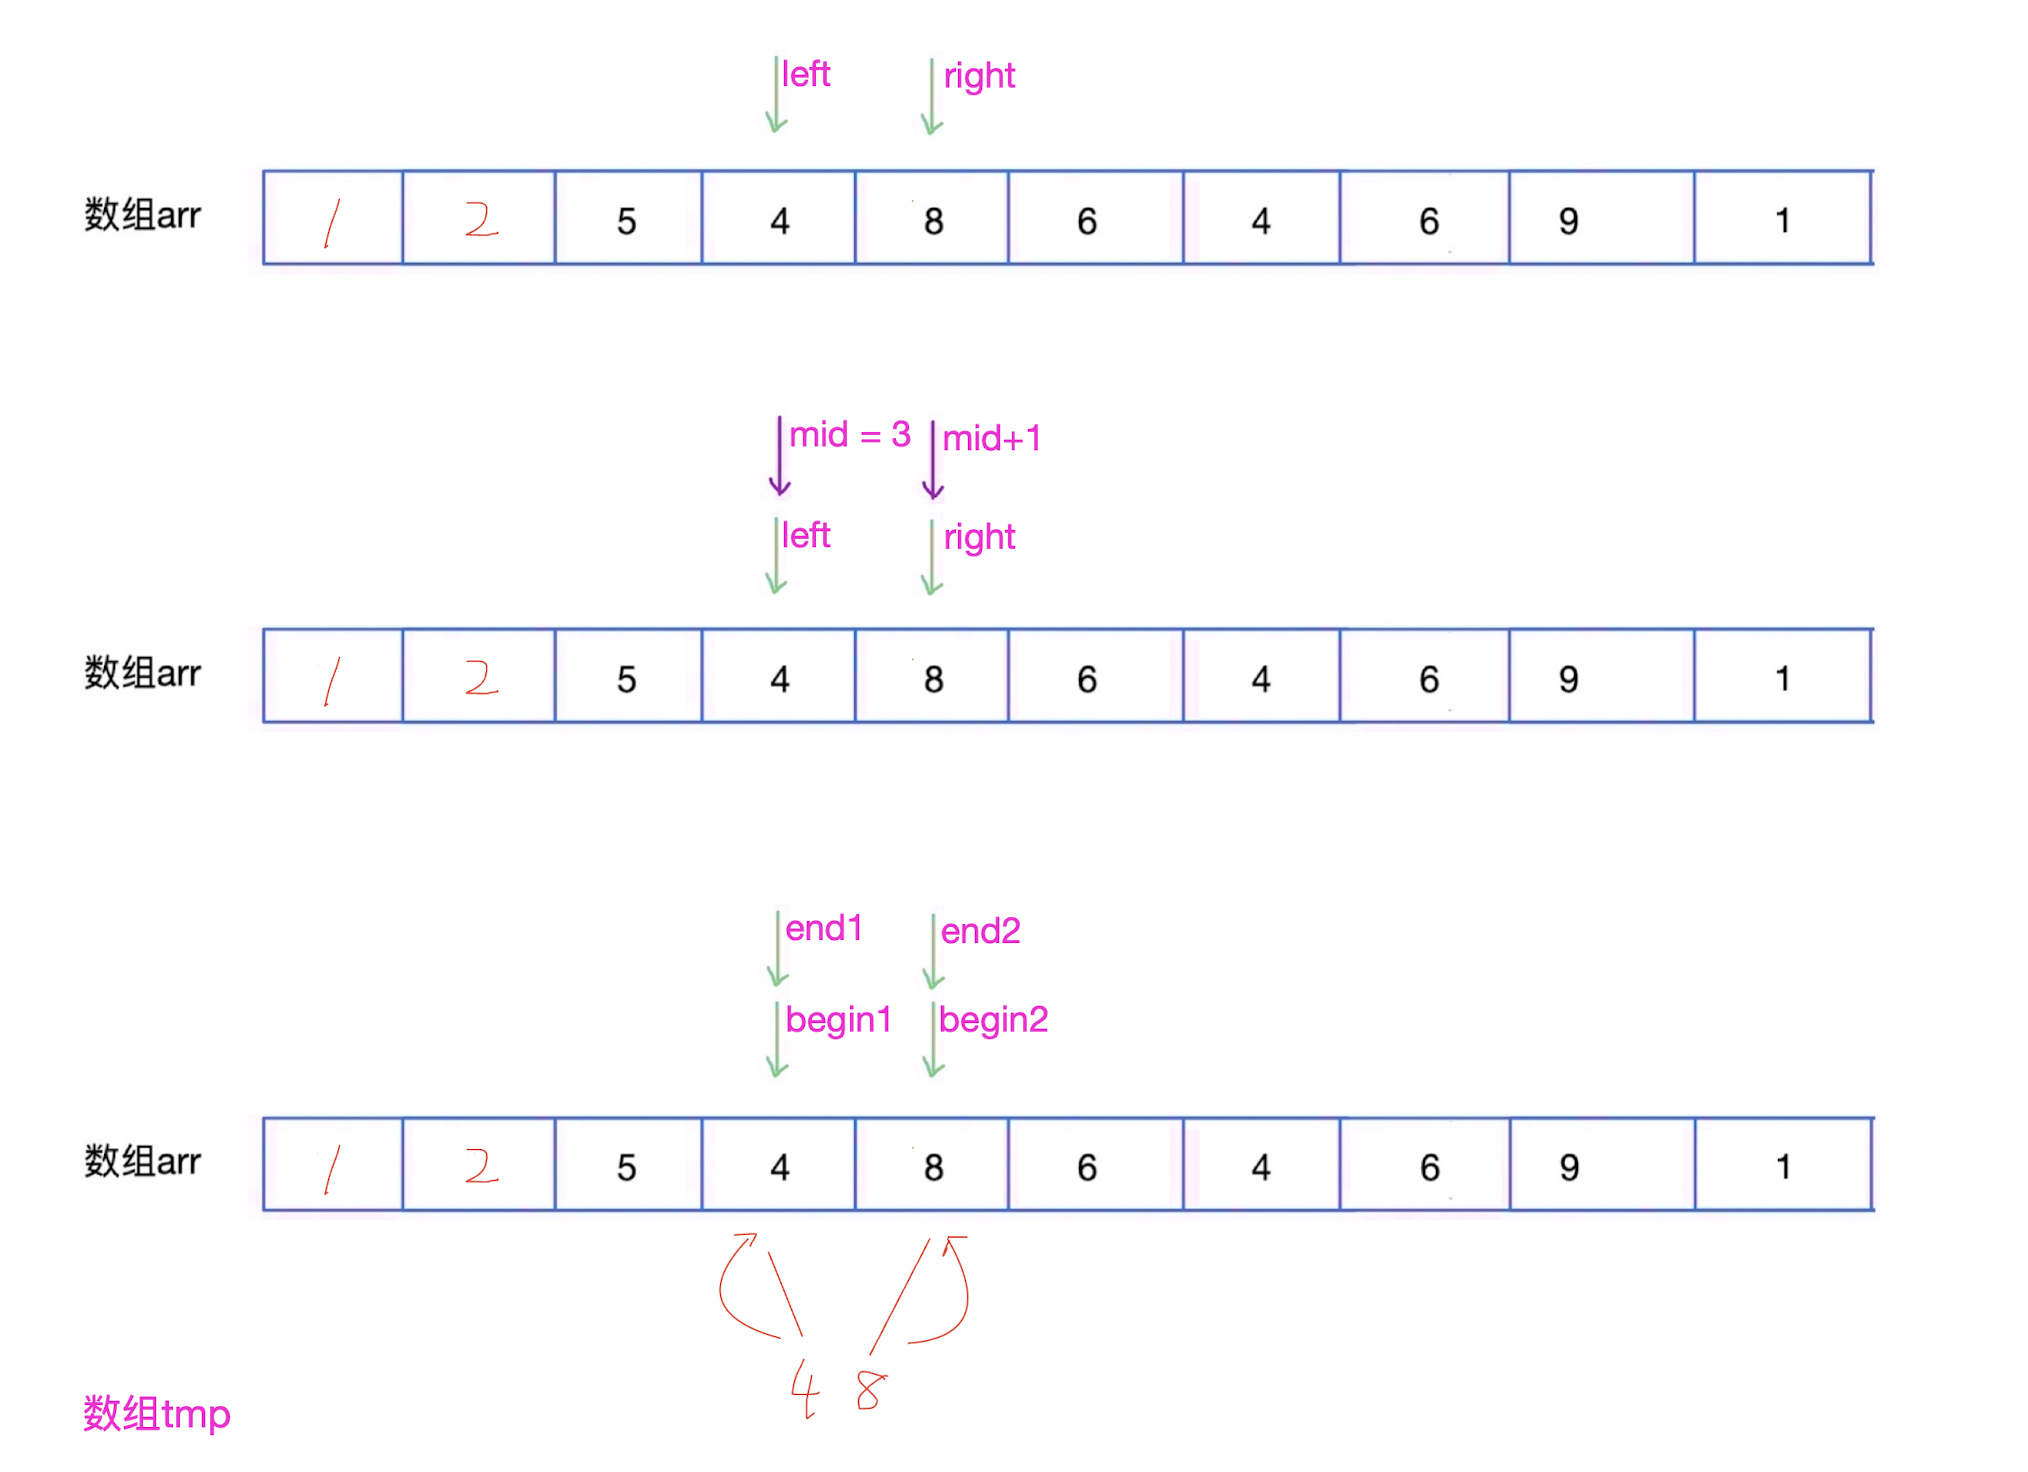 left right
数组arr 1 2 5 4 8 6 4 6 9 1
mid = 3 mid+1
left right
数组arr 1 2 5 4 8 6 4 6 9 1
end1 end2
begin1 begin2
数组arr 1 2 5 4 8 6 4 6 9 1
4 8
数组tmp